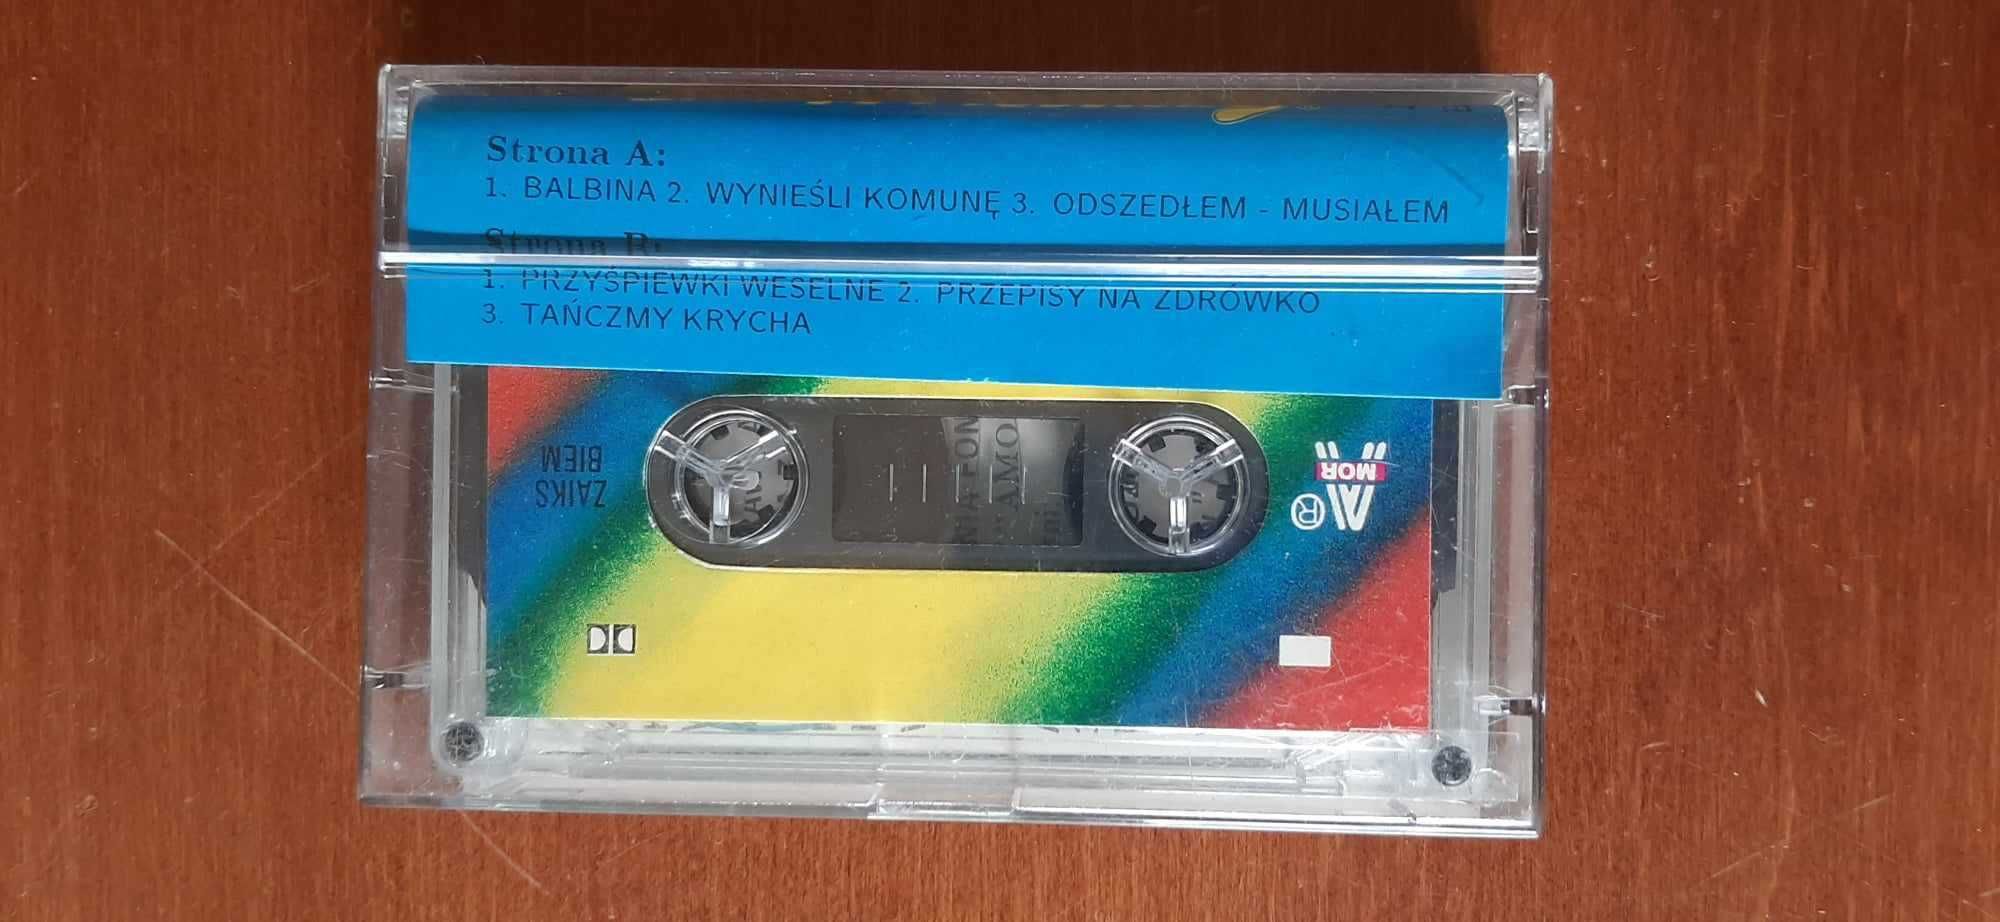 Strona A:
1. BALBINA 2. WYNIEŚLI KOMUNĘ 3. ODSZEDŁEM - MUSIAŁEM
Strona B:
1. PRZYŚPIEWKI WESELNE 2. PRZEPISY NA ZDRÓWKO
3. TAŃCZMY KRYCHA
ZAIKS
BIEM
MOR
®